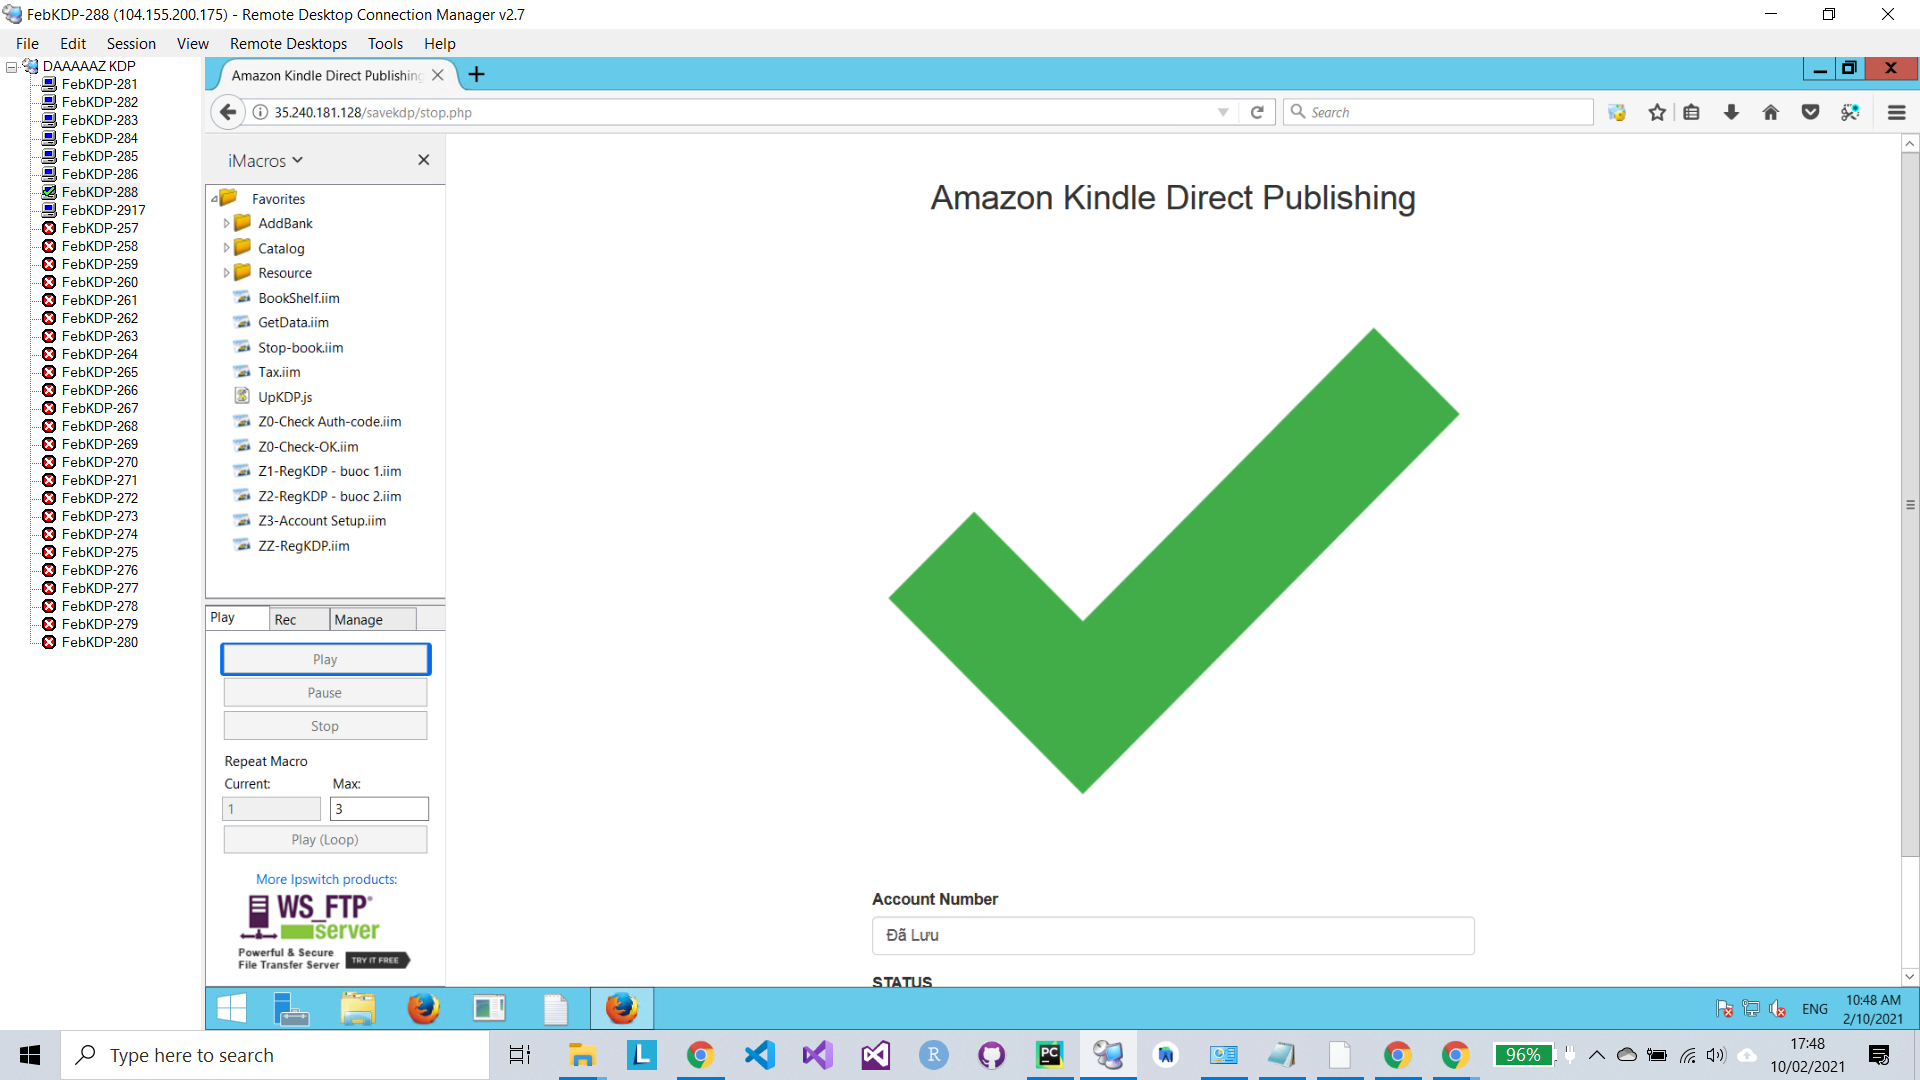 FebKDP-288 (104.155.200.175) - Remote Desktop Connection Manager v2.7
File Edit Session View Remote Desktops Tools Help
DAAAAAZ KDP
FebKDP-281
FebKDP-282
FebKDP-283
FebKDP-284
FebKDP-285
FebKDP-286
FebKDP-288
FebKDP-2917
FebKDP-257
FebKDP-258
FebKDP-259
FebKDP-260
FebKDP-261
FebKDP-262
FebKDP-263
FebKDP-264
FebKDP-265
FebKDP-266
FebKDP-267
FebKDP-268
FebKDP-269
FebKDP-270
FebKDP-271
FebKDP-272
FebKDP-273
FebKDP-274
FebKDP-275
FebKDP-276
FebKDP-277
FebKDP-278
FebKDP-279
FebKDP-280
Amazon Kindle Direct Publishing
35.240.181.128/savekdp/stop.php
Search
iMacros
Favorites
AddBank
Catalog
Resource
BookShelf.iim
GetData.iim
Stop-book.iim
Tax.iim
UpKDP.js
Z0-Check Auth-code.iim
Z0-Check-OK.iim
Z1-RegKDP - buoc 1.iim
Z2-RegKDP - buoc 2.iim
Z3-Account Setup.iim
ZZ-RegKDP.iim
Play Rec Manage
Play
Pause
Stop
Repeat Macro
Current: Max:
1 3
Play (Loop)
More Ipswitch products:
WS_FTP®
server
Powerful & Secure
File Transfer Server TRY IT FREE
Amazon Kindle Direct Publishing
Account Number
Đã Lưu
STATUS
ENG
10:48 AM
2/10/2021
Type here to search
L
R
PC
96%
17:48
10/02/2021